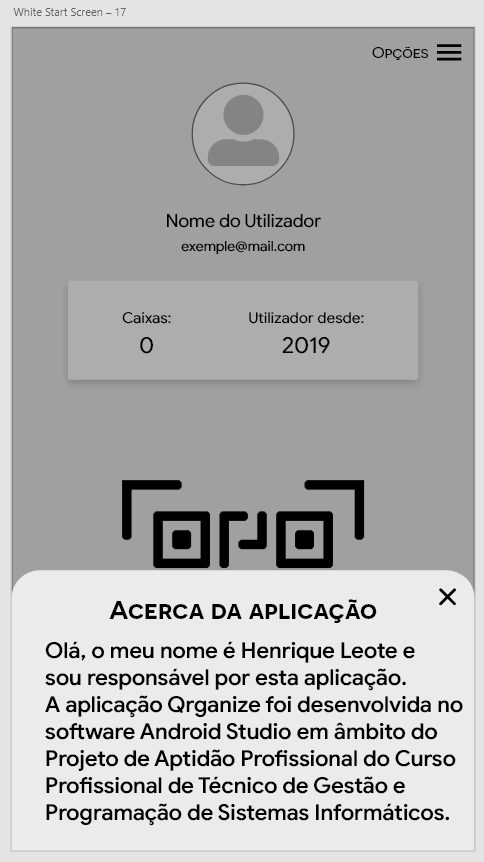 White Start Screen – 17
Opções
Nome do Utilizador
exemple@mail.com
Caixas:
Utilizador desde:
0
2019
Acerca da aplicação
Olá, o meu nome é Henrique Leote e
sou responsável por esta aplicação.
A aplicação Qrganize foi desenvolvida no
software Android Studio em âmbito do
Projeto de Aptidão Profissional do Curso
Profissional de Técnico de Gestão e
Programação de Sistemas Informáticos.